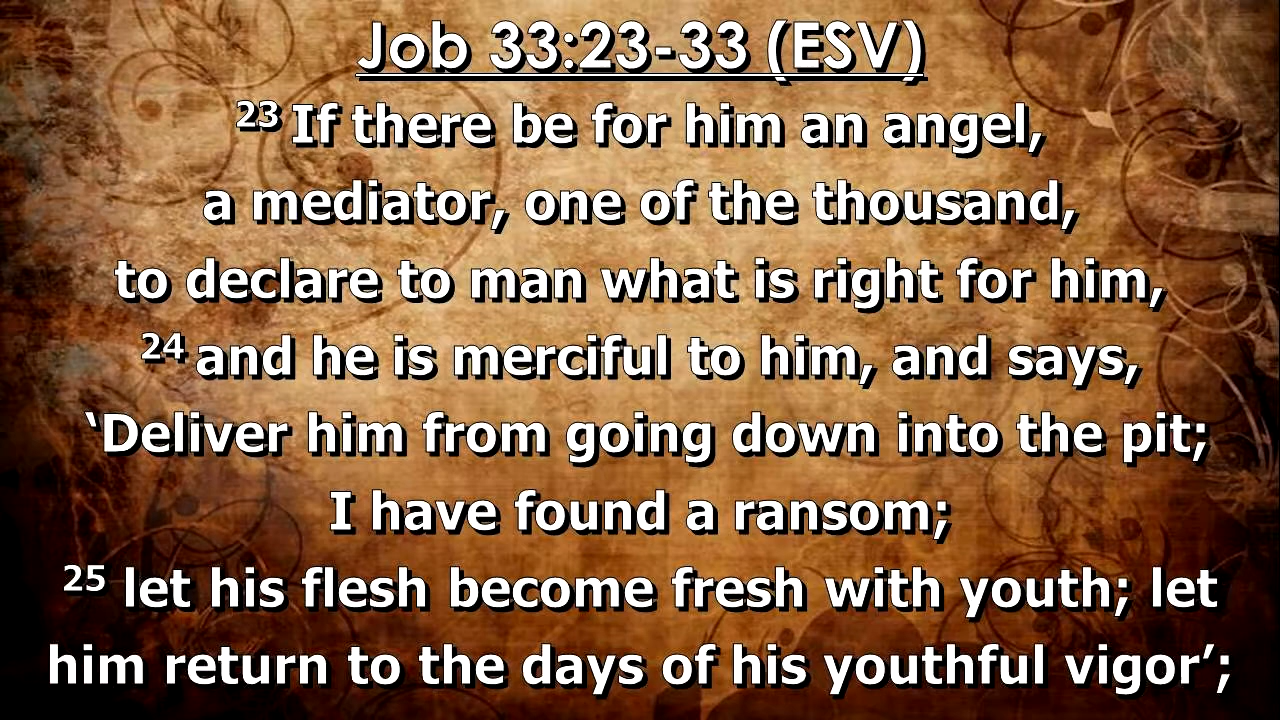 Job 33:23-33 (ESV)
23 If there be for him an angel,
a mediator, one of the thousand,
to declare to man what is right for him,
24 and he is merciful to him, and says,
‘Deliver him from going down into the pit;
I have found a ransom;
25 let his flesh become fresh with youth; let
him return to the days of his youthful vigor’;